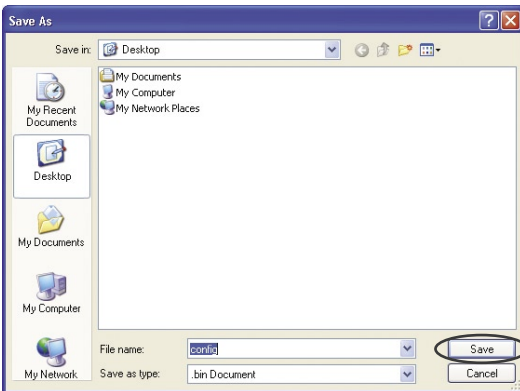 Save As
Save in:
Desktop
My Recent
Documents
Desktop
My Documents
My Computer
My Network
My Documents
My Computer
My Network Places
File name:
config
Save
Save as type:
.bin Document
Cancel